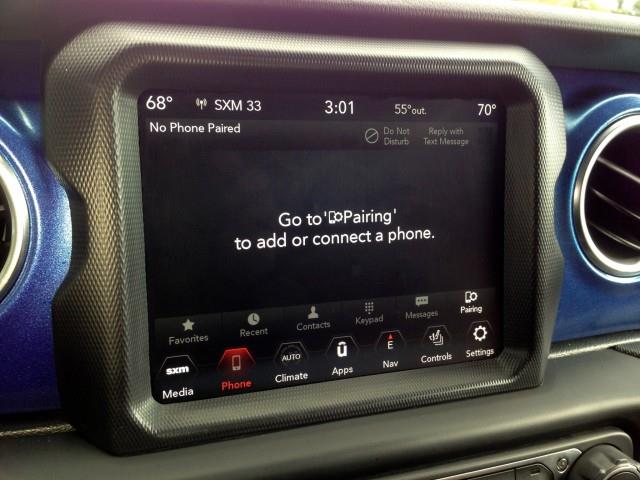 68° SXM 33 3:01 55°out. 70°
No Phone Paired
Do Not Disturb
Reply with Text Message
Go to 'Pairing'
to add or connect a phone.
Favorites Recent Contacts Keypad Messages Pairing
sxm AUTO ü E
Media Phone Climate Apps Nav Controls Settings